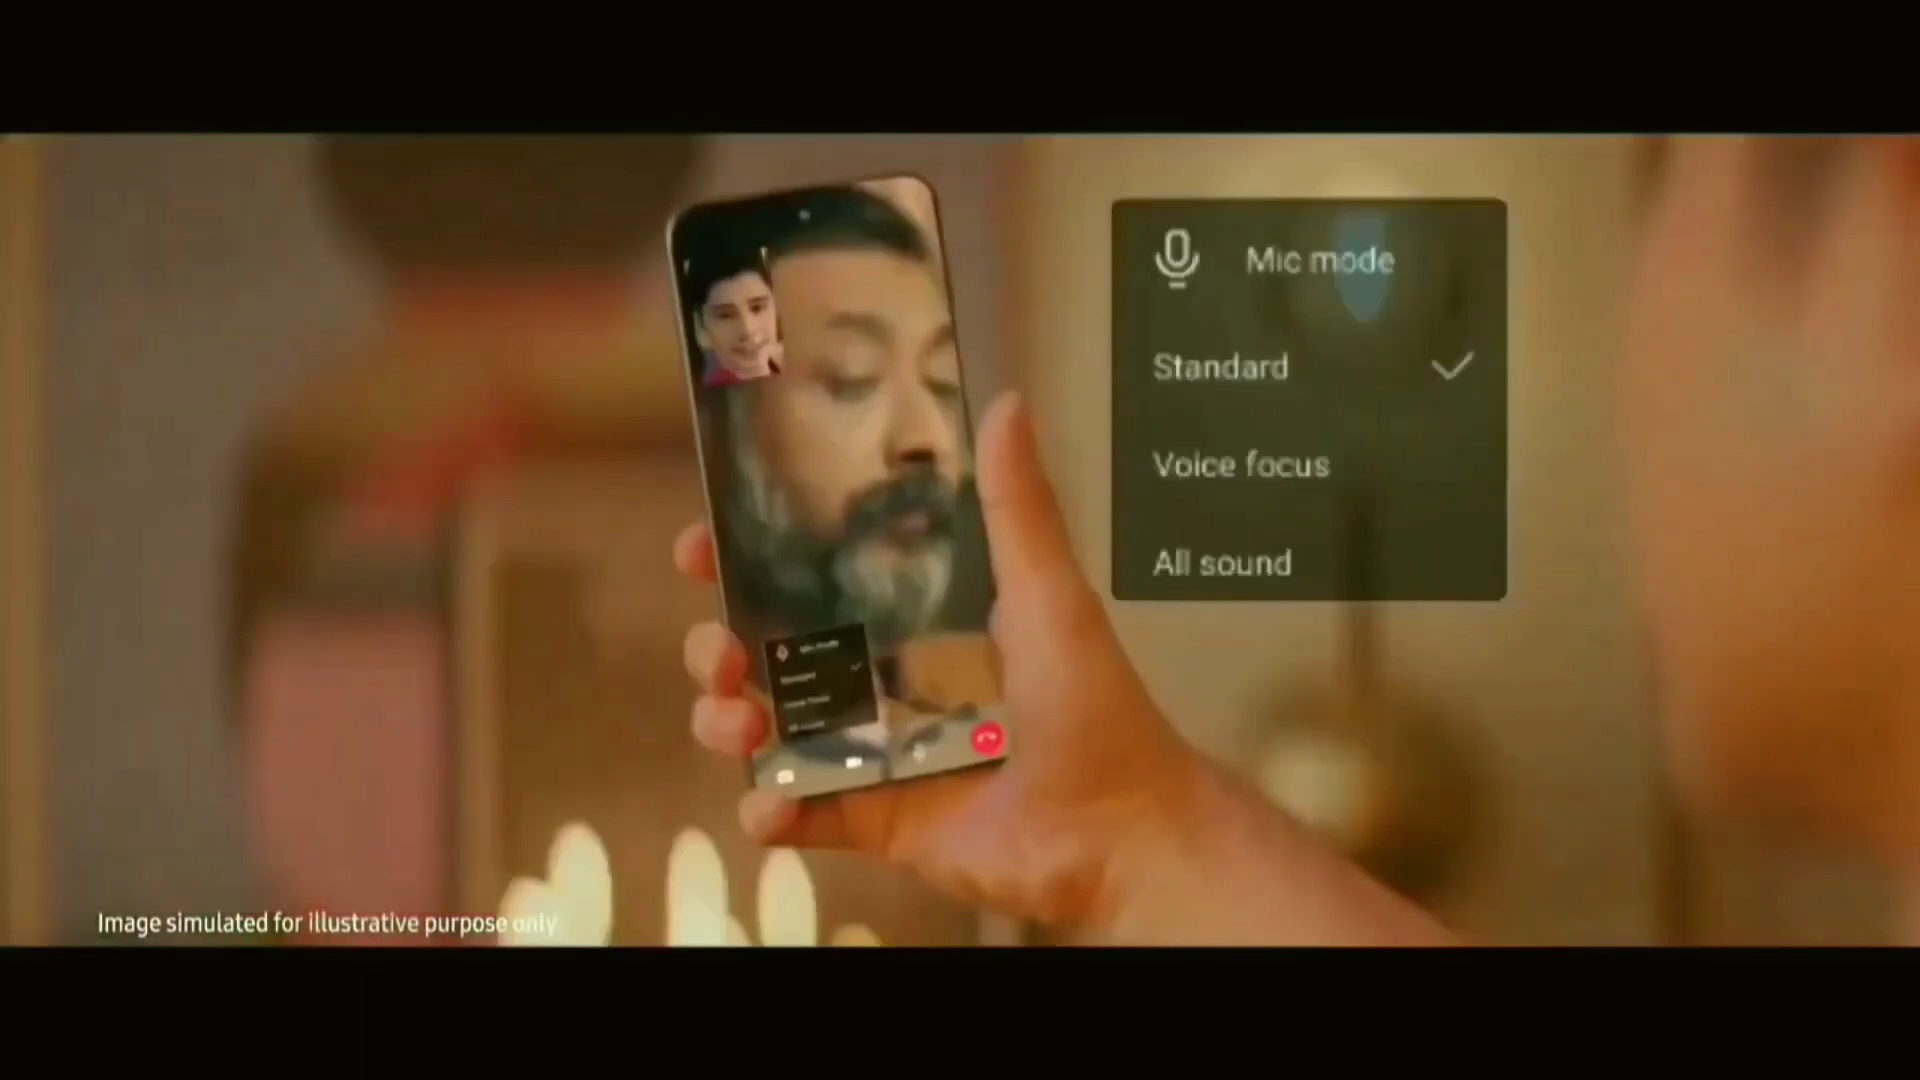 Mic mode
Standard
Voice focus
All sound
Image simulated for illustrative purpose only